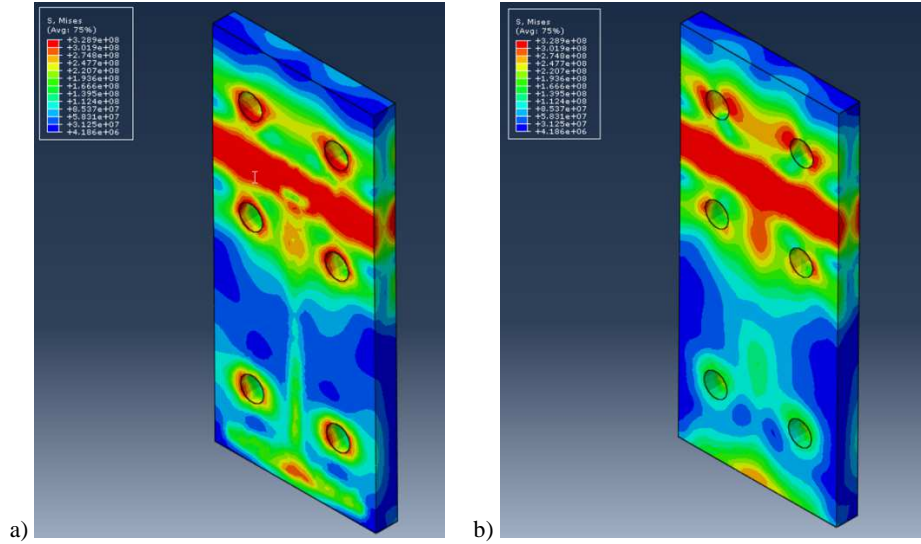 S, Mises
(Avg: 75%)
+3.289e+08
+3.019e+08
+2.748e+08
+2.477e+08
+2.207e+08
+1.936e+08
+1.666e+08
+1.395e+08
+1.124e+08
+8.537e+07
+5.831e+07
+3.125e+07
+4.186e+06
a)
S, Mises
(Avg: 75%)
+3.289e+08
+3.019e+08
+2.748e+08
+2.477e+08
+2.207e+08
+1.936e+08
+1.666e+08
+1.395e+08
+1.124e+08
+8.537e+07
+5.831e+07
+3.125e+07
+4.186e+06
b)